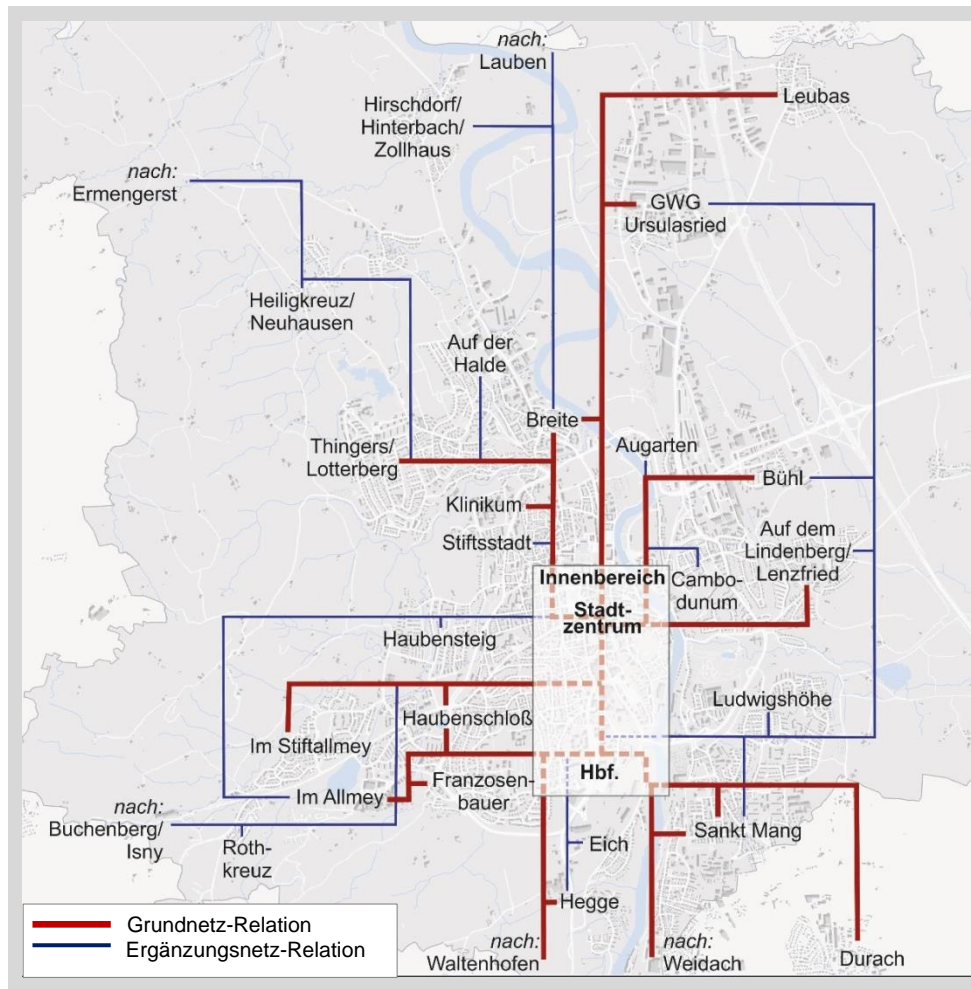 nach:
Lauben
Leubas
Hirschdorf/
Hinterbach/
Zollhaus
nach:
Ermengerst
GWG
Ursulasried
Heiligkreuz/
Neuhausen
Auf der
Halde
Breite
Augarten
Thingers/
Lotterberg
Bühl
Klinikum
Auf dem
Lindenberg/
Lenzfried
Stiftsstadt
Innenbereich
Cambo-
dunum
Stadt-
zentrum
Haubensteig
Ludwigshöhe
Haubenschloß
Im Stiftallmey
Hbf.
Franzosen-
bauer
Im Allmey
nach:
Buchenberg/
Isny
Roth-
kreuz
Eich
Sankt Mang
Hegge
nach:
Waltenhofen
nach:
Weidach
Durach
Grundnetz-Relation
Ergänzungsnetz-Relation